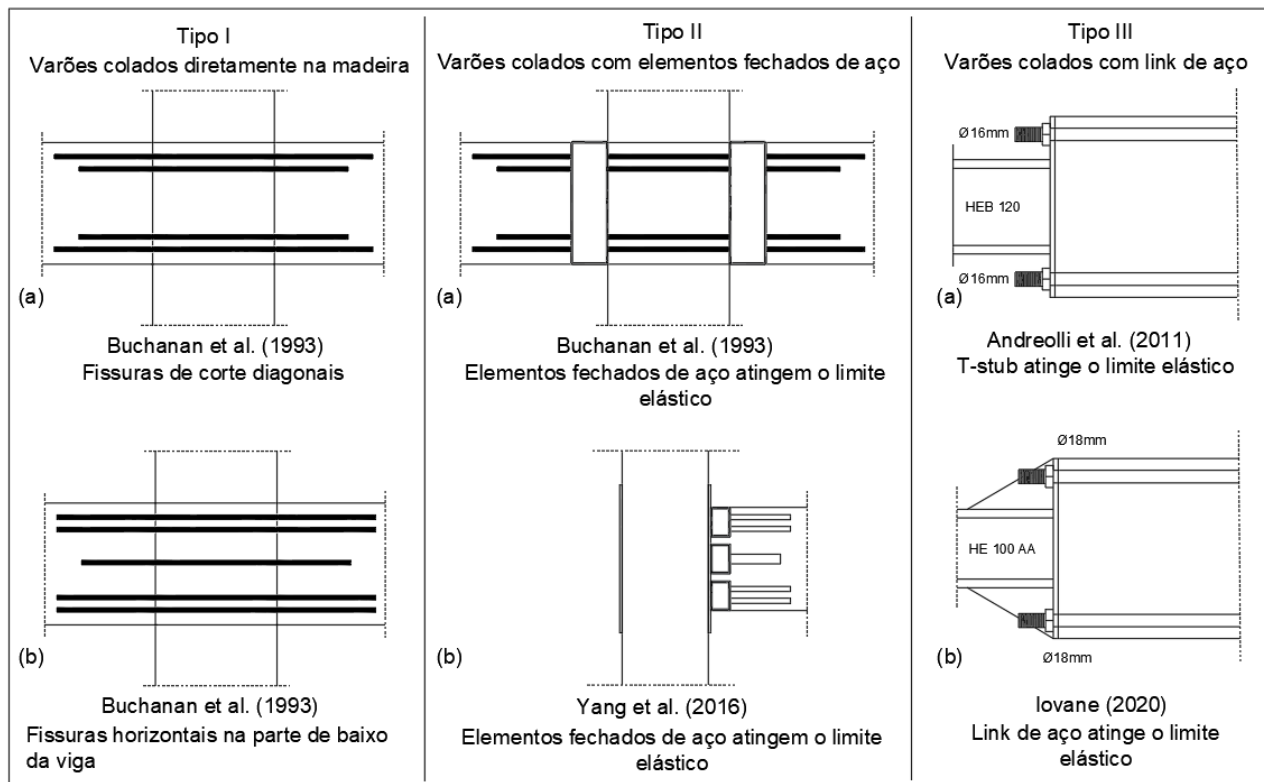 Tipo I
Varões colados diretamente na madeira
(a)
Buchanan et al. (1993)
Fissuras de corte diagonais
(b)
Buchanan et al. (1993)
Fissuras horizontais na parte de baixo
da viga
Tipo II
Varões colados com elementos fechados de aço
(a)
Buchanan et al. (1993)
Elementos fechados de aço atingem o limite
elástico
(b)
Yang et al. (2016)
Elementos fechados de aço atingem o limite
elástico
Tipo III
Varões colados com link de aço
Ø16mm
HEB 120
Ø16mm
(a)
Andreolli et al. (2011)
T-stub atinge o limite elástico
Ø18mm
HE 100 AA
Ø18mm
(b)
Iovane (2020)
Link de aço atinge o limite
elástico